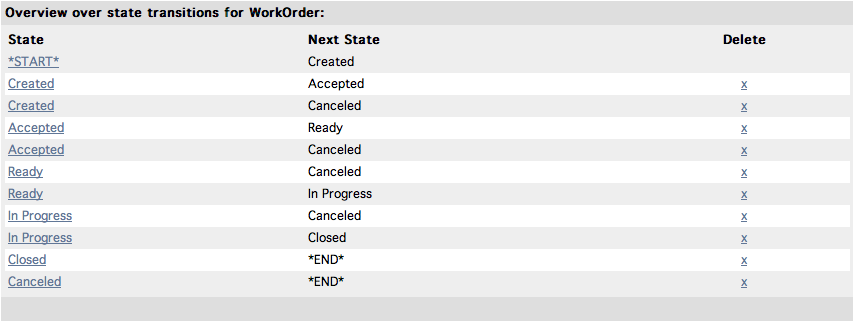 Overview over state transitions for WorkOrder:
State Next State Delete
*START* Created
Created Accepted x
Created Canceled x
Accepted Ready x
Accepted Canceled x
Ready Canceled x
Ready In Progress x
In Progress Canceled x
In Progress Closed x
Closed *END* x
Canceled *END* x